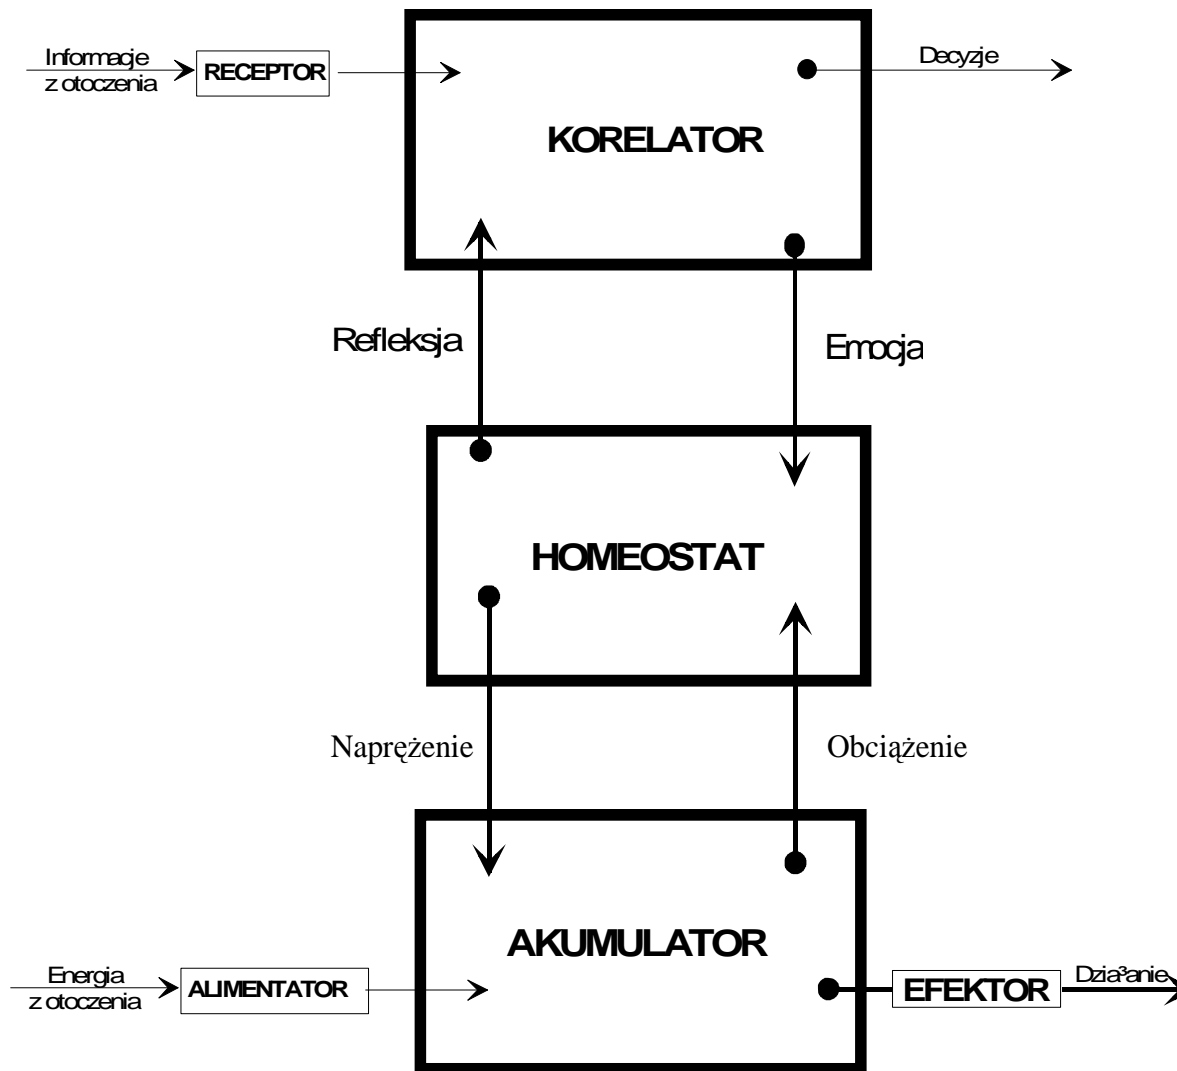 Informacje
z otoczenia
RECEPTOR
Decyzje
KORELATOR
Refleksja
Emocja
HOMEOSTAT
Naprężenie
Obciążenie
AKUMULATOR
Energia
z otoczenia
ALIMENTATOR
EFEKTOR
Dzia³anie